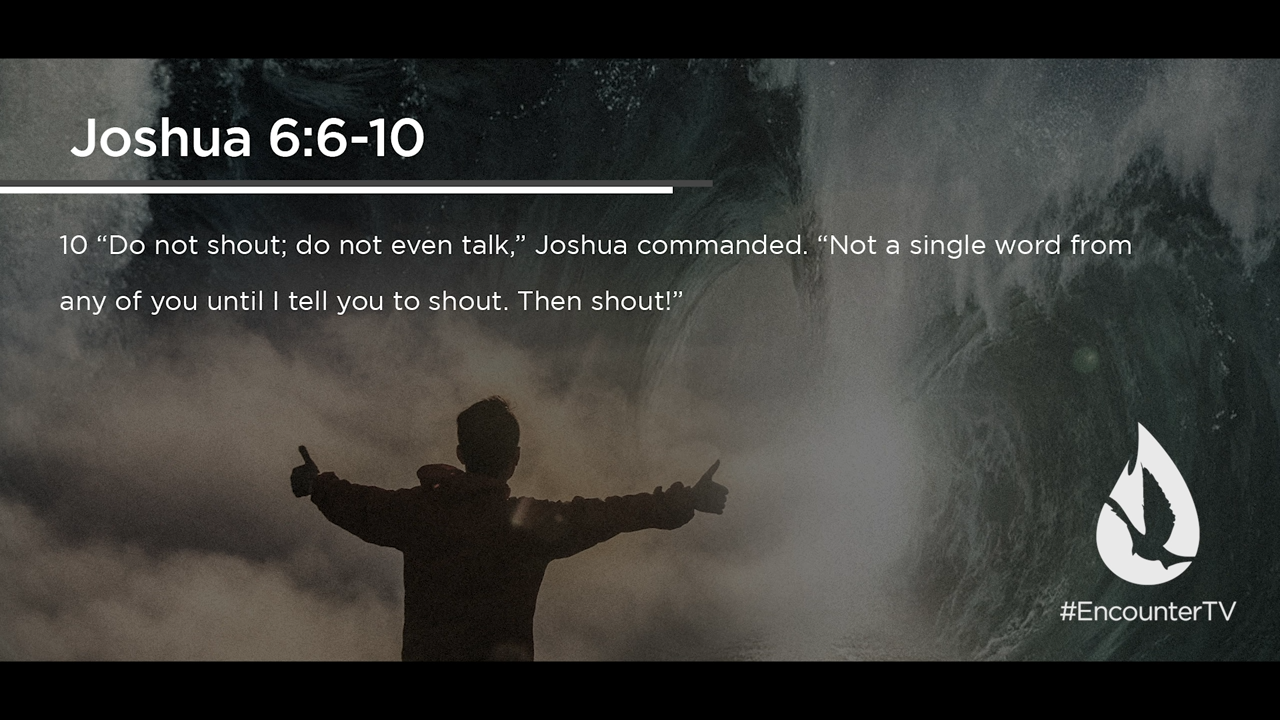 Joshua 6:6-10
10 “Do not shout; do not even talk,” Joshua commanded. “Not a single word from
any of you until I tell you to shout. Then shout!”
#EncounterTV